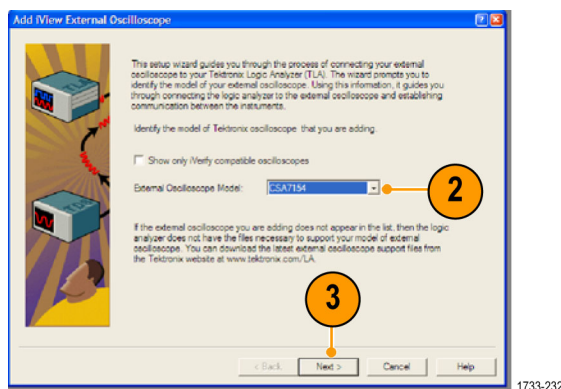 Add iView External Oscilloscope
This setup wizard guides you through the process of connecting your external
oscilloscope to your Tektronix Logic Analyzer (TLA). The wizard prompts you to
identify the model of your external oscilloscope. Using this information, it guides you
through connecting the logic analyzer to the external oscilloscope and establishing
communication between the instruments.
Identify the model of Tektronix oscilloscope that you are adding.
Show only iVerify compatible oscilloscopes
External Oscilloscope Model: CSA7154
2
If the external oscilloscope you are adding does not appear in the list, then the logic
analyzer does not have the files necessary to support your model of external
oscilloscope. You can download the latest external oscilloscope support files from
the Tektronix website at www.tektronix.com/LA.
3
< Back Next > Cancel Help
1733-232
TLA
TDS